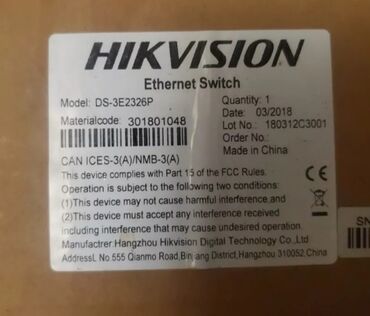 HIKVISION
Ethernet Switch
Model: DS-3E2326P
Quantity: 1
Date: 03/2018
Materialcode: 301801048
Lot No.: 180312C3001
Order No.:
Made in China
CAN ICES-3(A)/NMB-3(A)
This device complies with Part 15 of the FCC Rules.
Operation is subject to the following two conditions:
(1)This device may not cause harmful interference,and
(2)This device must accept any interference received
including interference that may cause undesired operation.
Manufactrer Hangzhou Hikvision Digital Technology Co., Ltd
AddressL No 555 Qianmo Road,Binjiang District,Hangzhou 310052,China
SN